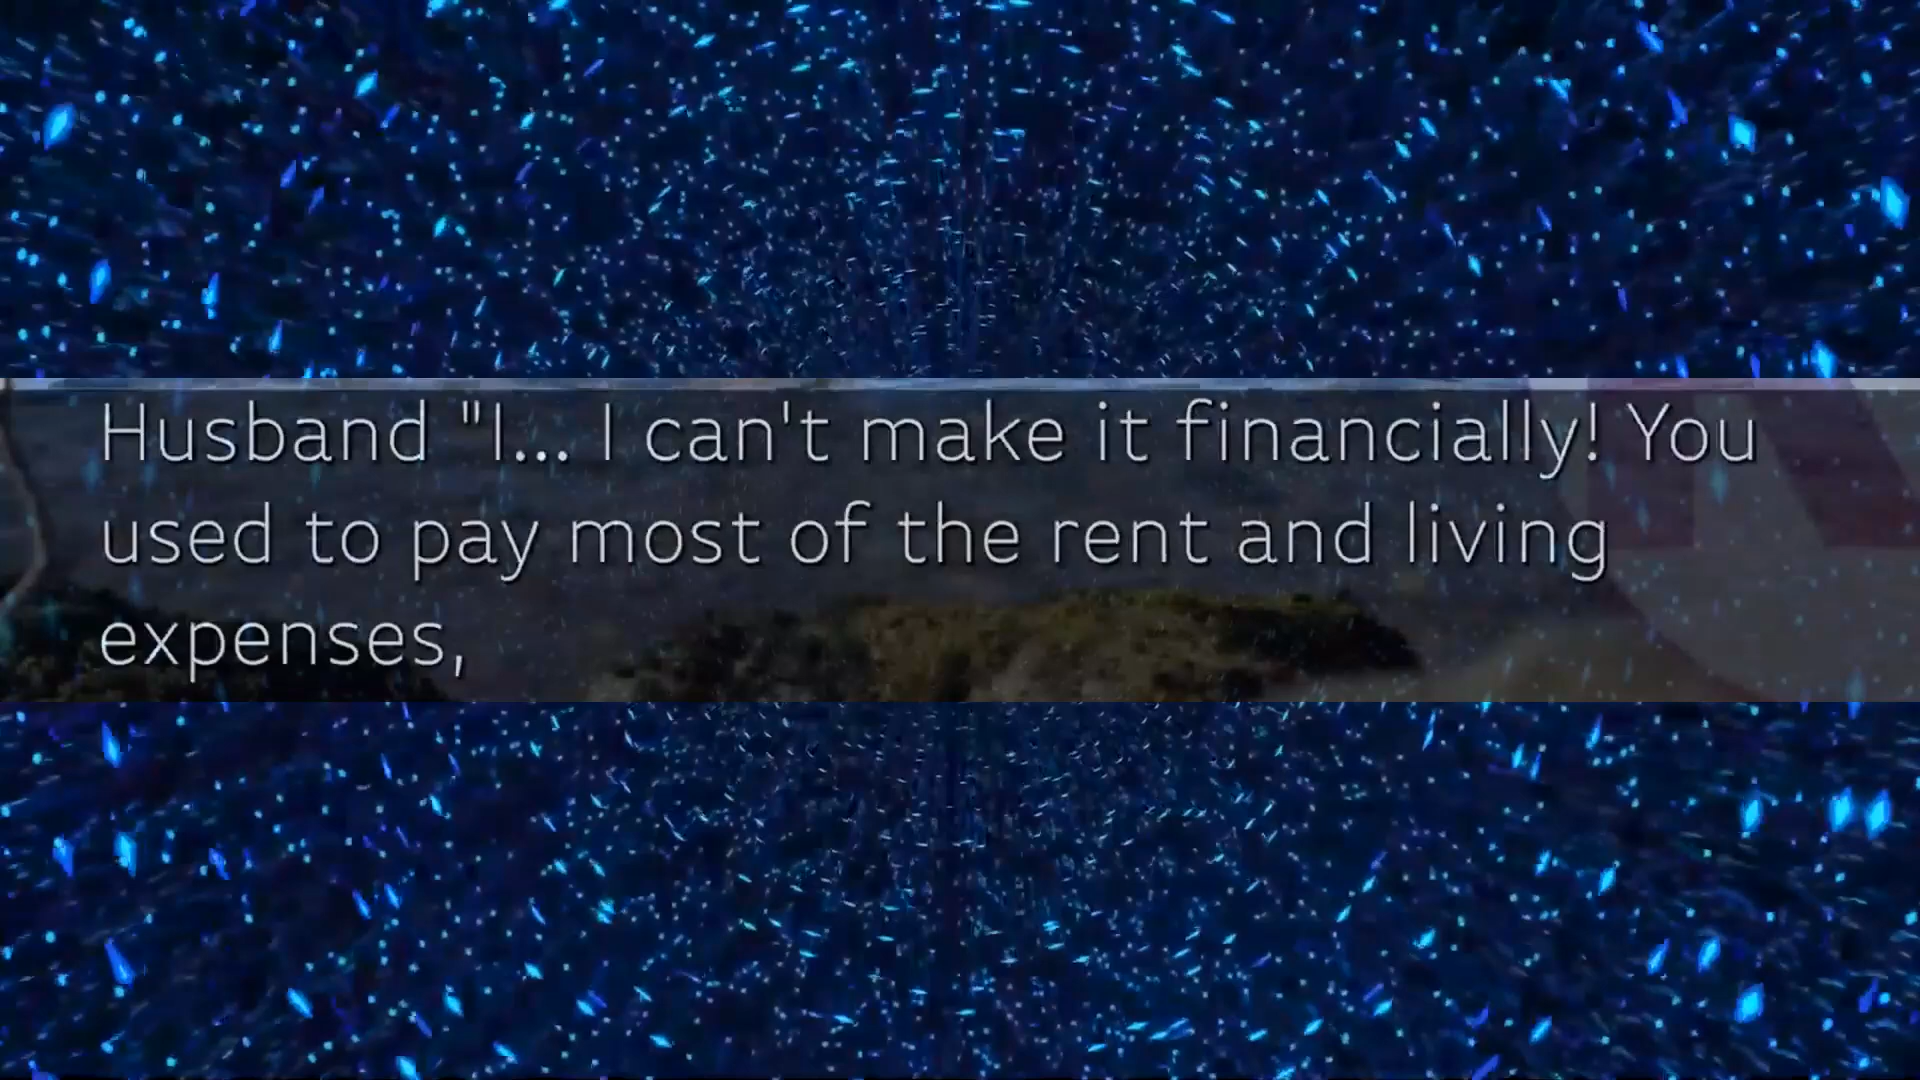 Husband "I... I can't make it financially! You
used to pay most of the rent and living
expenses,